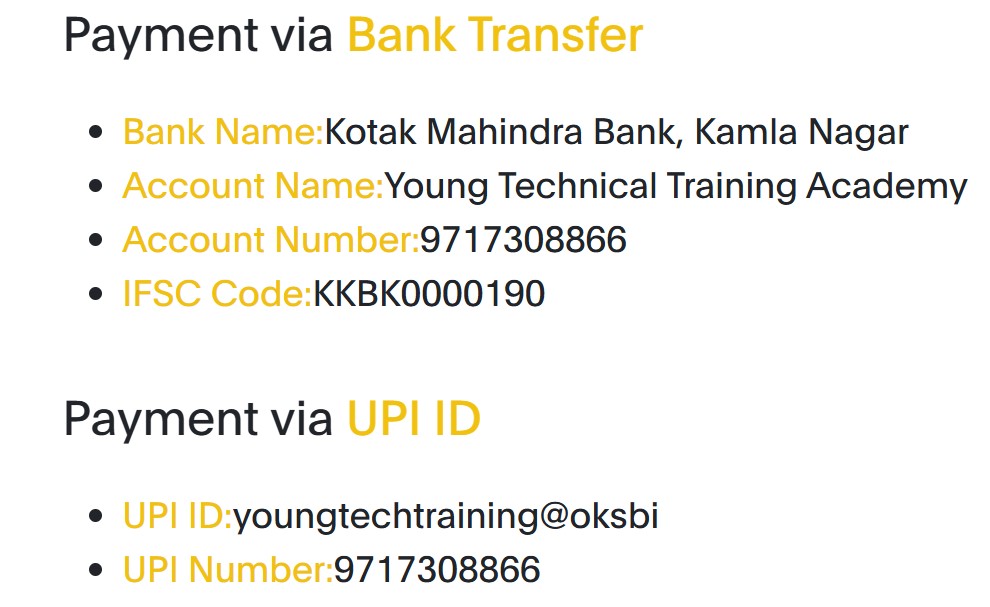 Payment via Bank Transfer
Bank Name:Kotak Mahindra Bank, Kamla Nagar
Account Name:Young Technical Training Academy
Account Number:9717308866
IFSC Code:KKBK0000190
Payment via UPI ID
UPI ID:youngtechtraining@oksbi
UPI Number:9717308866